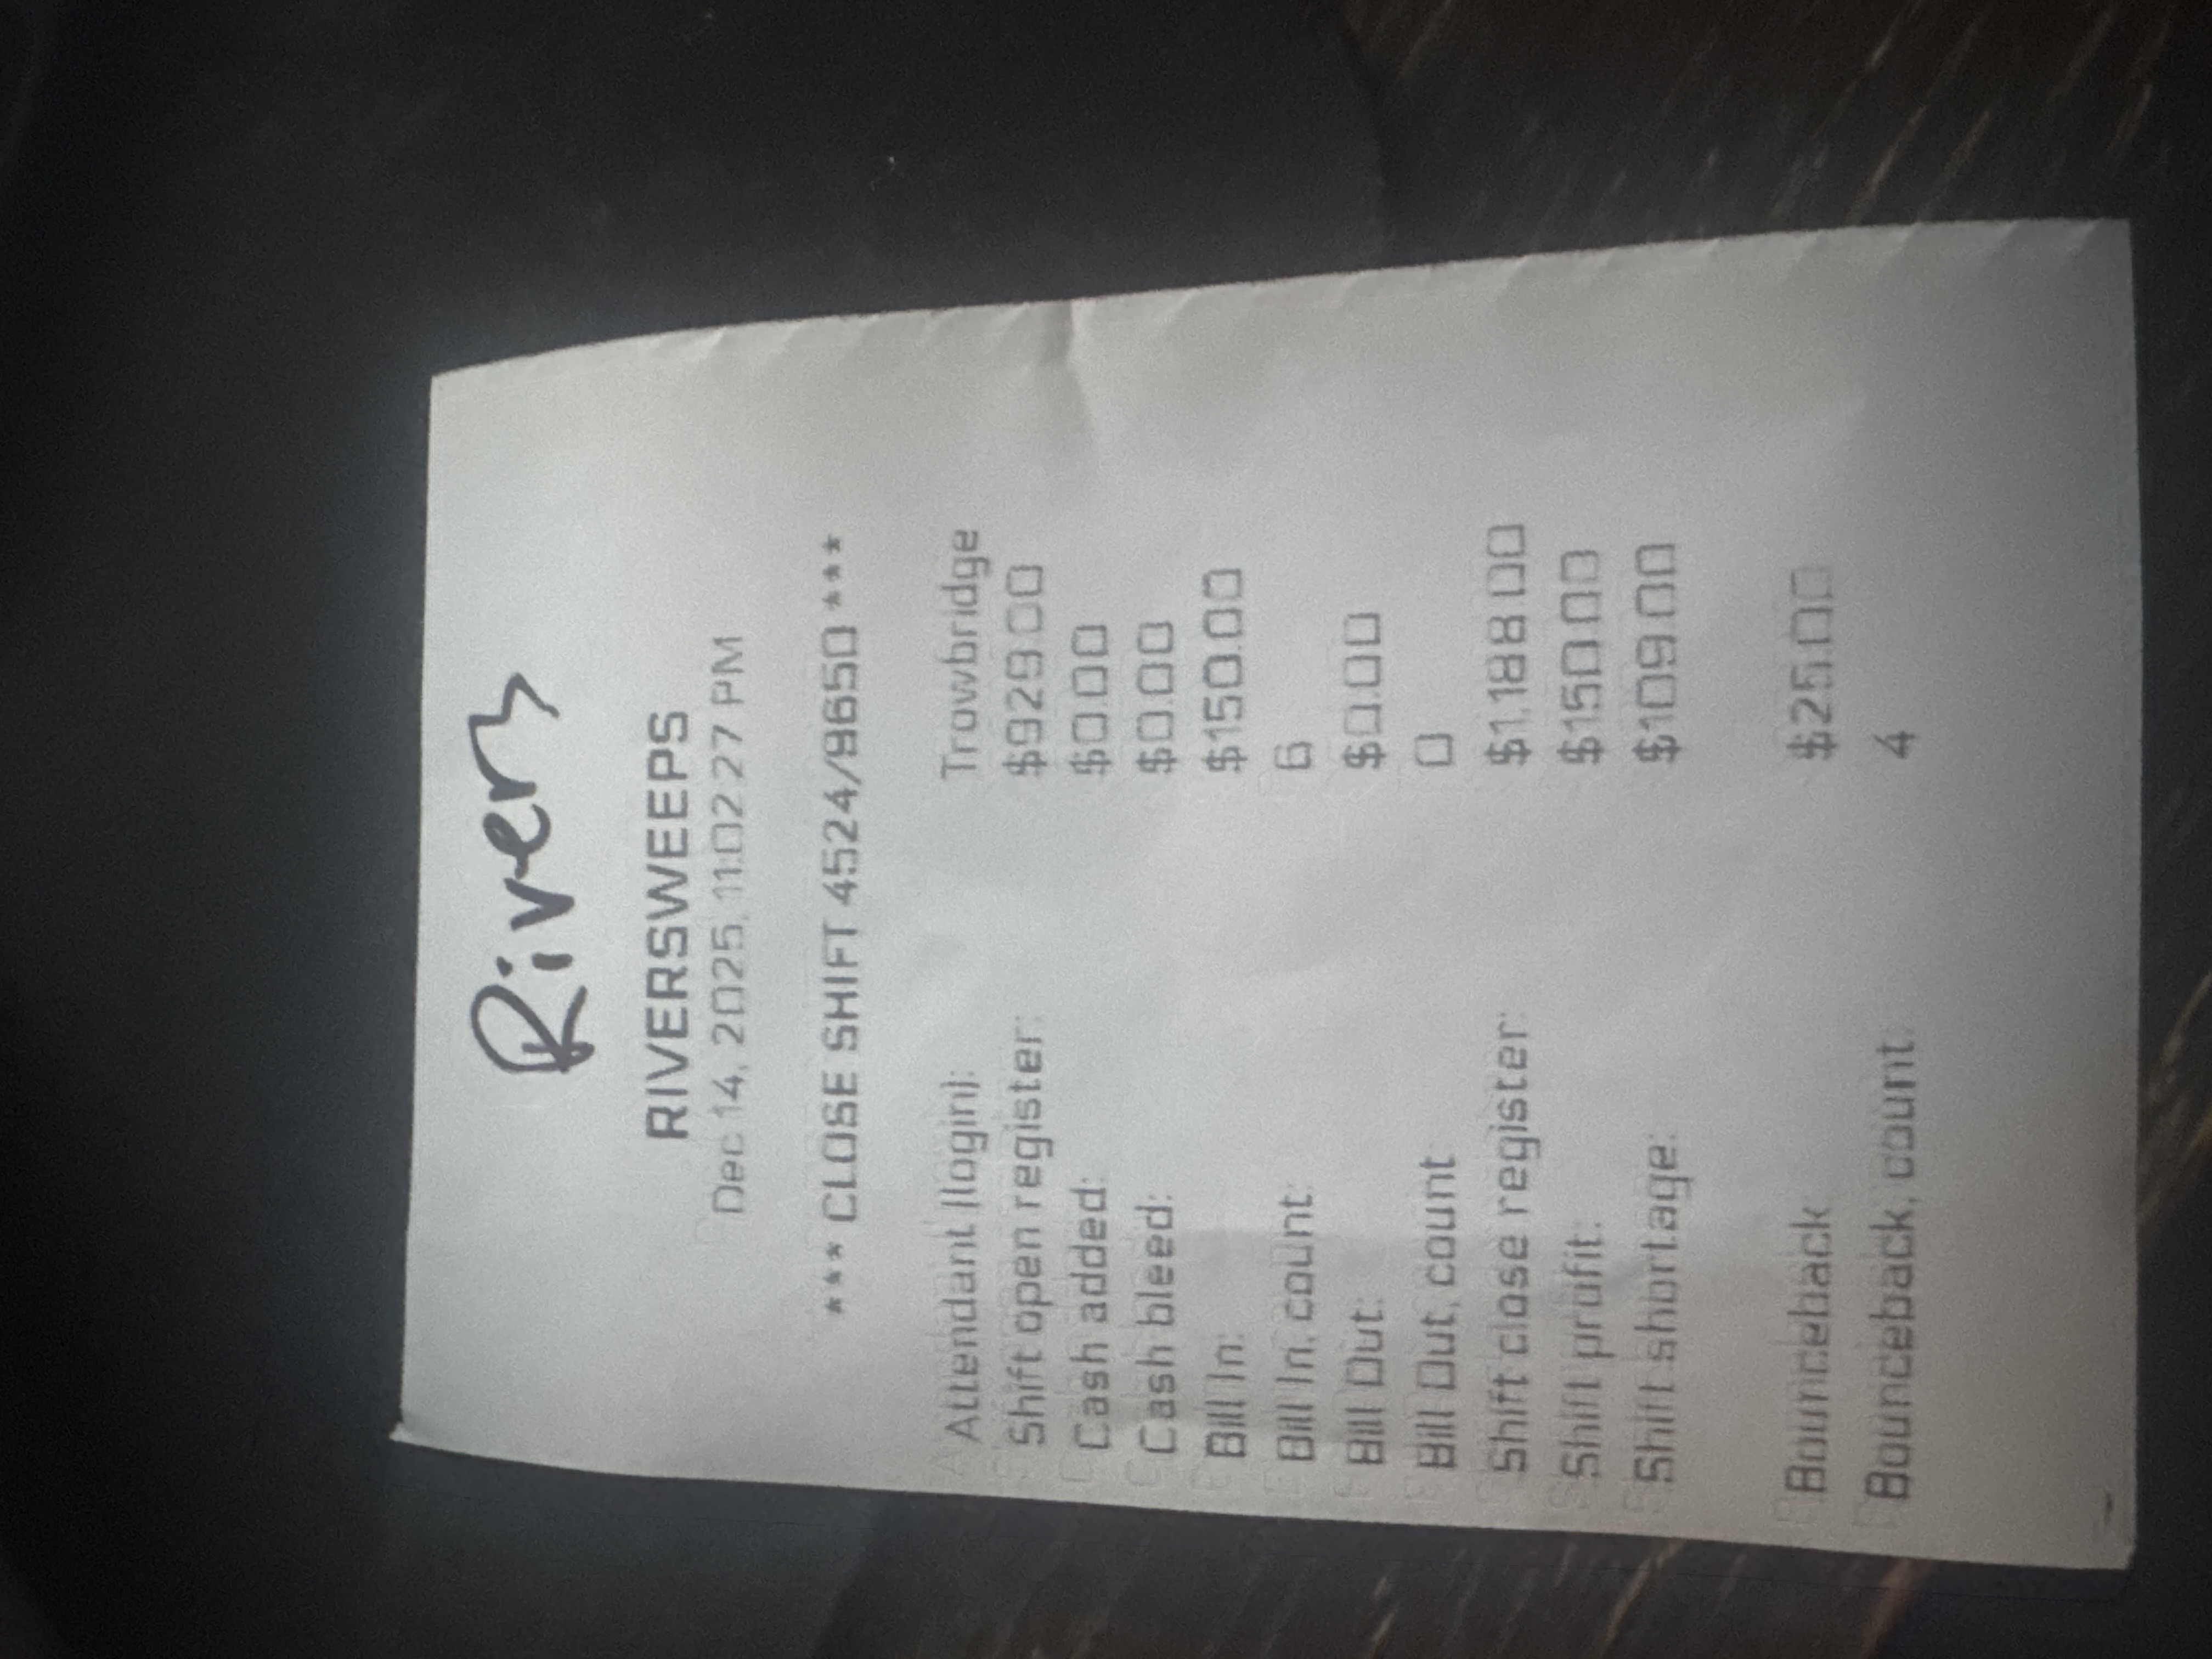 Rivers
RIVERSWEEPS
Dec 14, 2025, 11:02:27 PM
*** CLOSE SHIFT 4524/9650 ***
Attendant (login): Trowbridge
Shift open register: $929.00
Cash added: $0.00
Cash bleed: $0.00
Bill In: $150.00
Bill In, count: 6
Bill Out: $0.00
Bill Out, count 0
Shift close register: $1,188.00
Shift profit: $150.00
Shift shortage: $109.00
Bounceback: $25.00
Bounceback, count: 4